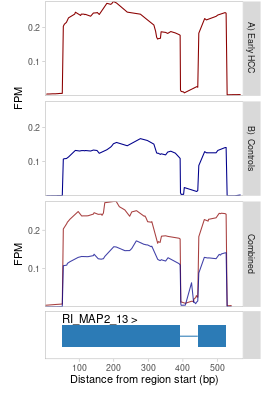 0.2
0.1
A) Early HCC
FPM
0.2
0.1
B): Controls
0.2
0.1
FPM
Combined
RI_MAP2_13 >
100 200 300 400 500
Distance from region start (bp)